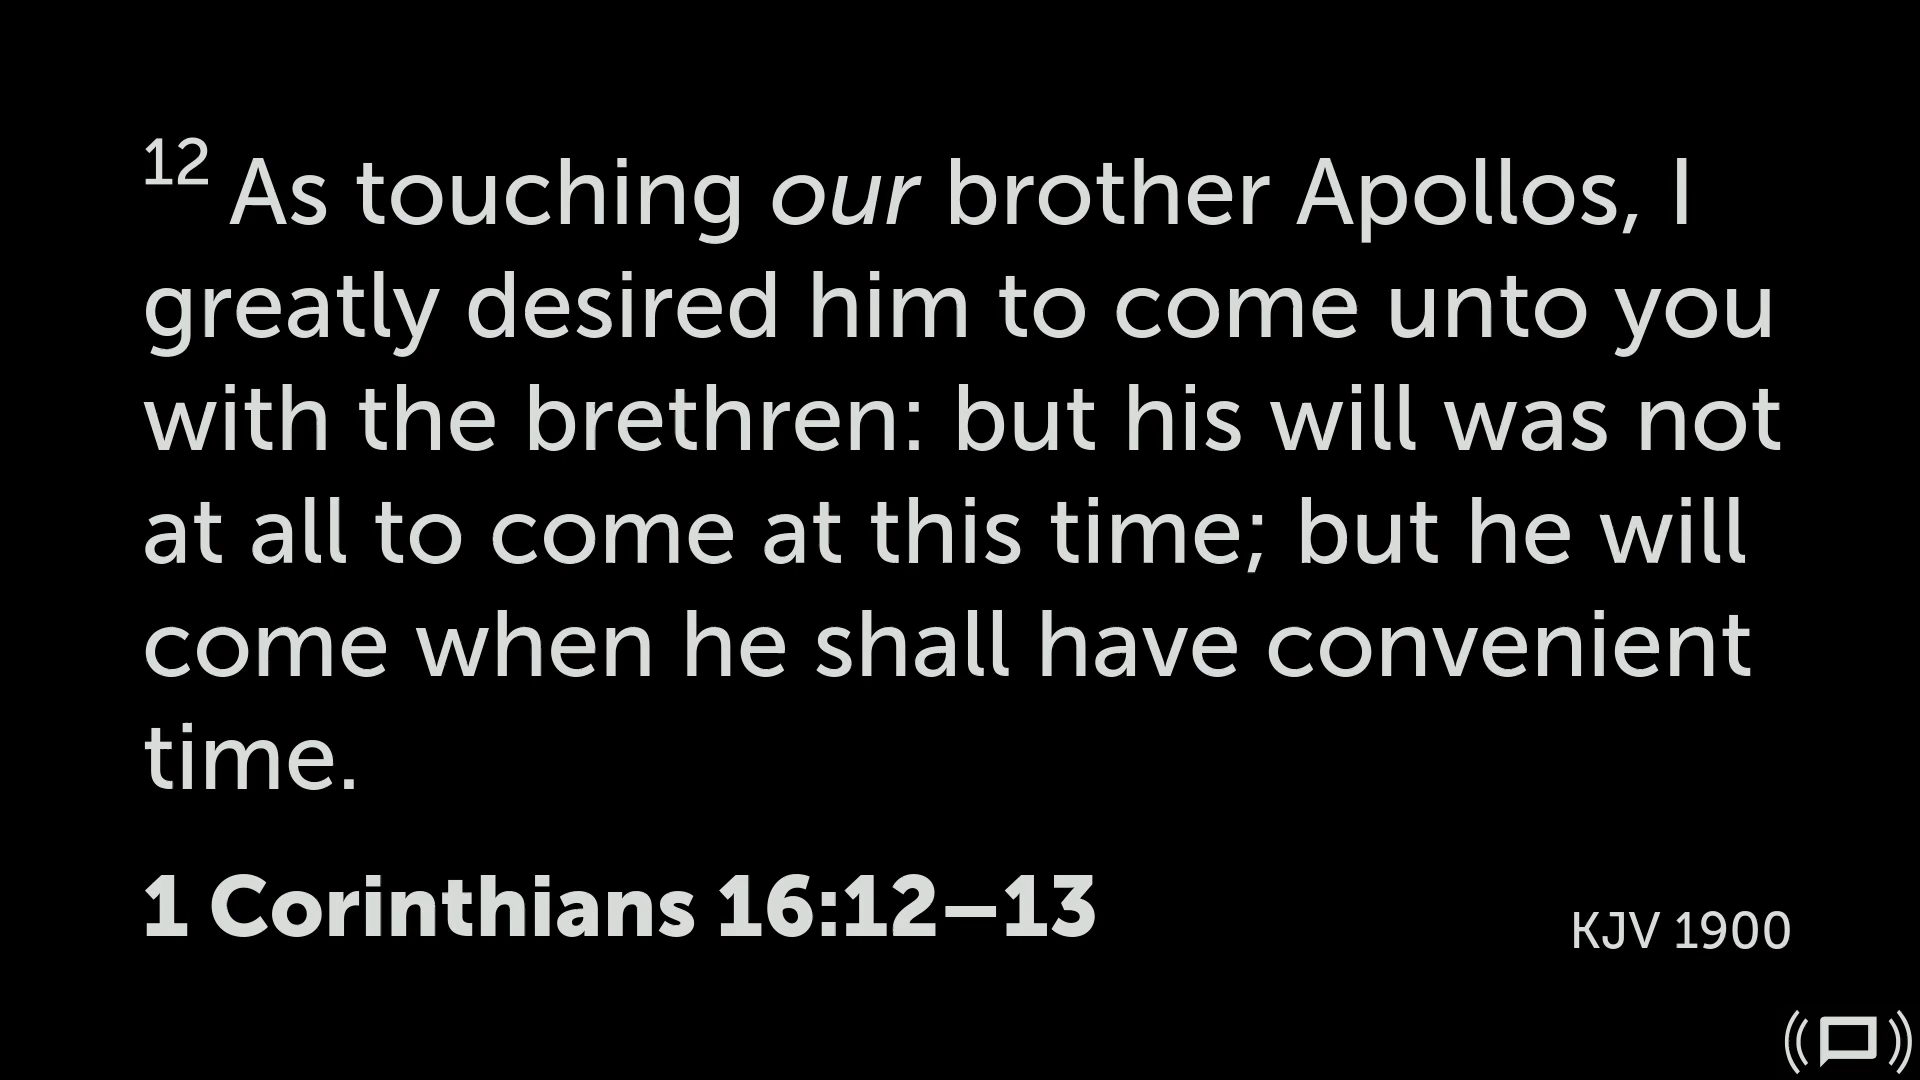 12 As touching our brother Apollos, I
greatly desired him to come unto you
with the brethren: but his will was not
at all to come at this time; but he will
come when he shall have convenient
time.
1 Corinthians 16:12–13
KJV 1900